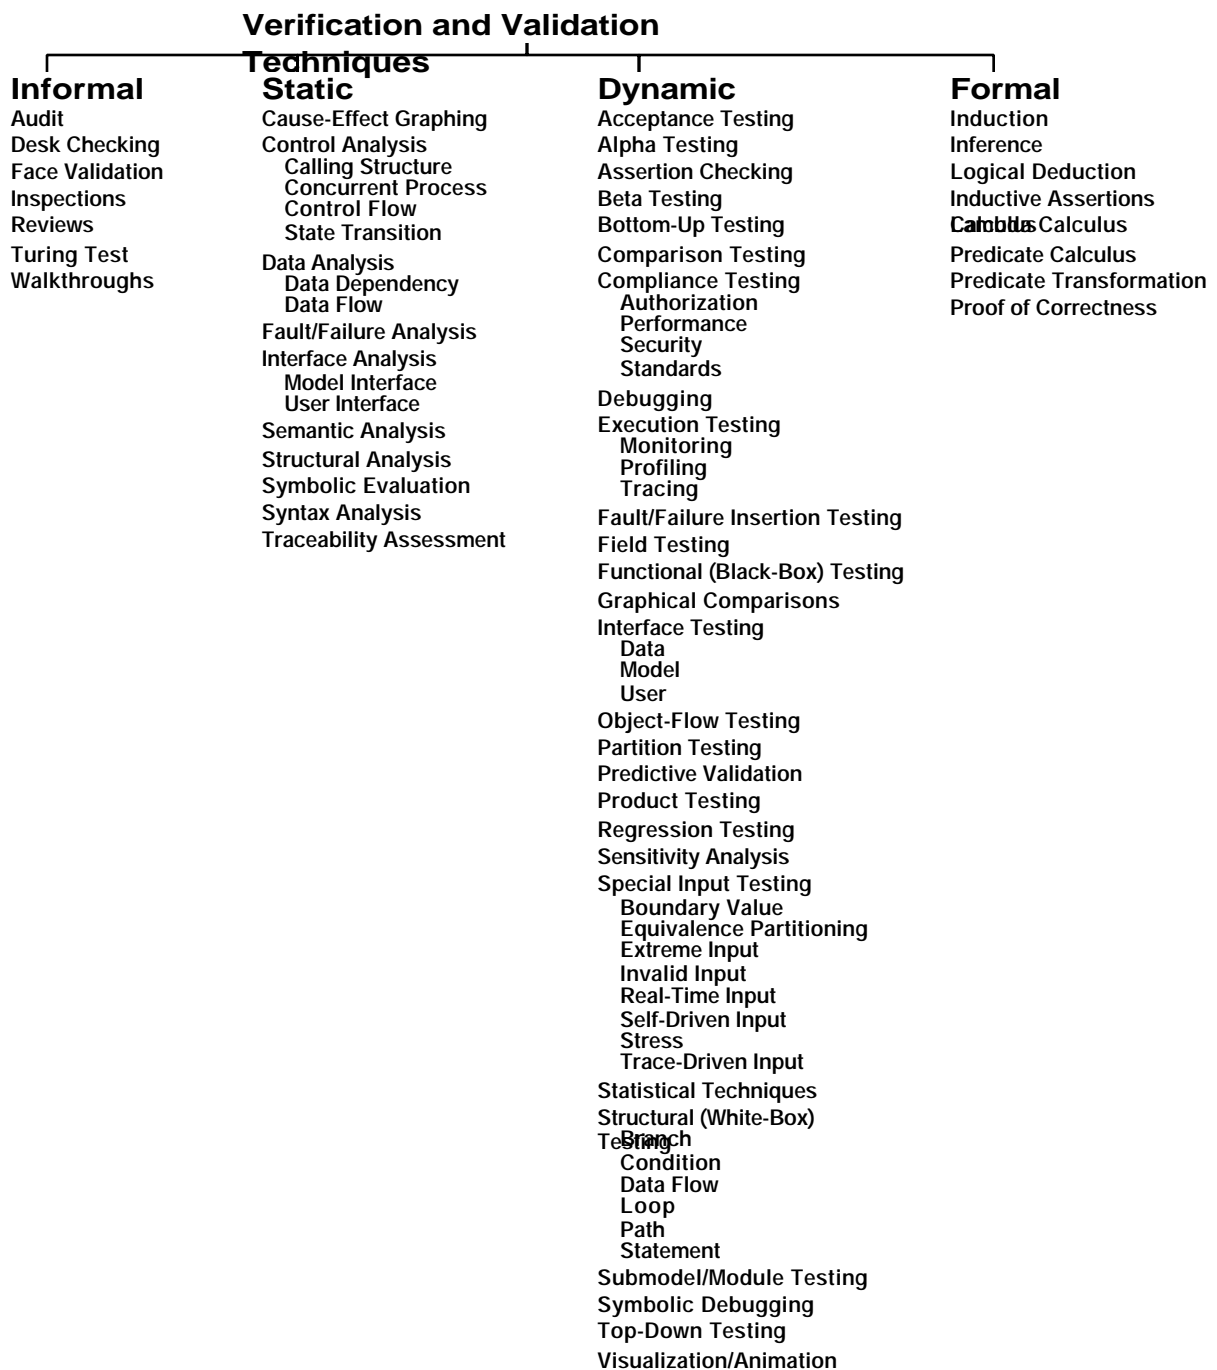 Verification and Validation
Techniques
Informal
Audit
Desk Checking
Face Validation
Inspections
Reviews
Turing Test
Walkthroughs
Static
Cause-Effect Graphing
Control Analysis
Calling Structure
Concurrent Process
Control Flow
State Transition
Data Analysis
Data Dependency
Data Flow
Fault/Failure Analysis
Interface Analysis
Model Interface
User Interface
Semantic Analysis
Structural Analysis
Symbolic Evaluation
Syntax Analysis
Traceability Assessment
Dynamic
Acceptance Testing
Alpha Testing
Assertion Checking
Beta Testing
Bottom-Up Testing
Comparison Testing
Compliance Testing
Authorization
Performance
Security
Standards
Debugging
Execution Testing
Monitoring
Profiling
Tracing
Fault/Failure Insertion Testing
Field Testing
Functional (Black-Box) Testing
Graphical Comparisons
Interface Testing
Data
Model
User
Object-Flow Testing
Partition Testing
Predictive Validation
Product Testing
Regression Testing
Sensitivity Analysis
Special Input Testing
Boundary Value
Equivalence Partitioning
Extreme Input
Invalid Input
Real-Time Input
Self-Driven Input
Stress
Trace-Driven Input
Statistical Techniques
Structural (White-Box)
Testing
Branch
Condition
Data Flow
Loop
Path
Statement
Submodel/Module Testing
Symbolic Debugging
Top-Down Testing
Visualization/Animation
Formal
Induction
Inference
Logical Deduction
Inductive Assertions
Calculus
Lambda Calculus
Predicate Calculus
Predicate Transformation
Proof of Correctness